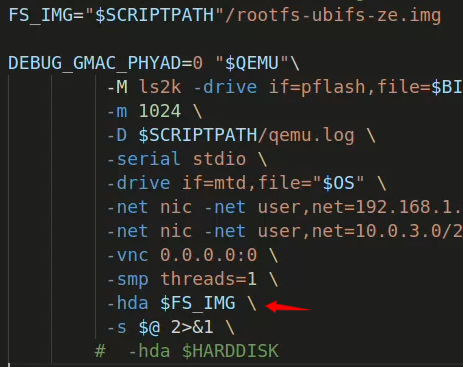 FS_IMG="$SCRIPTPATH"/rootfs-ubifs-ze.img
DEBUG_GMAC_PHYAD=0 "$QEMU"\
-M ls2k -drive if=pflash,file=$BI
-m 1024 \
-D $SCRIPTPATH/qemu.log \
-serial stdio \
-drive if=mtd,file="$OS" \
-net nic -net user,net=192.168.1.
-net nic -net user,net=10.0.3.0/2
-vnc 0.0.0.0:0 \
-smp threads=1 \
-hda $FS_IMG \
-s $@ 2>&1 \
#  -hda $HARDDISK